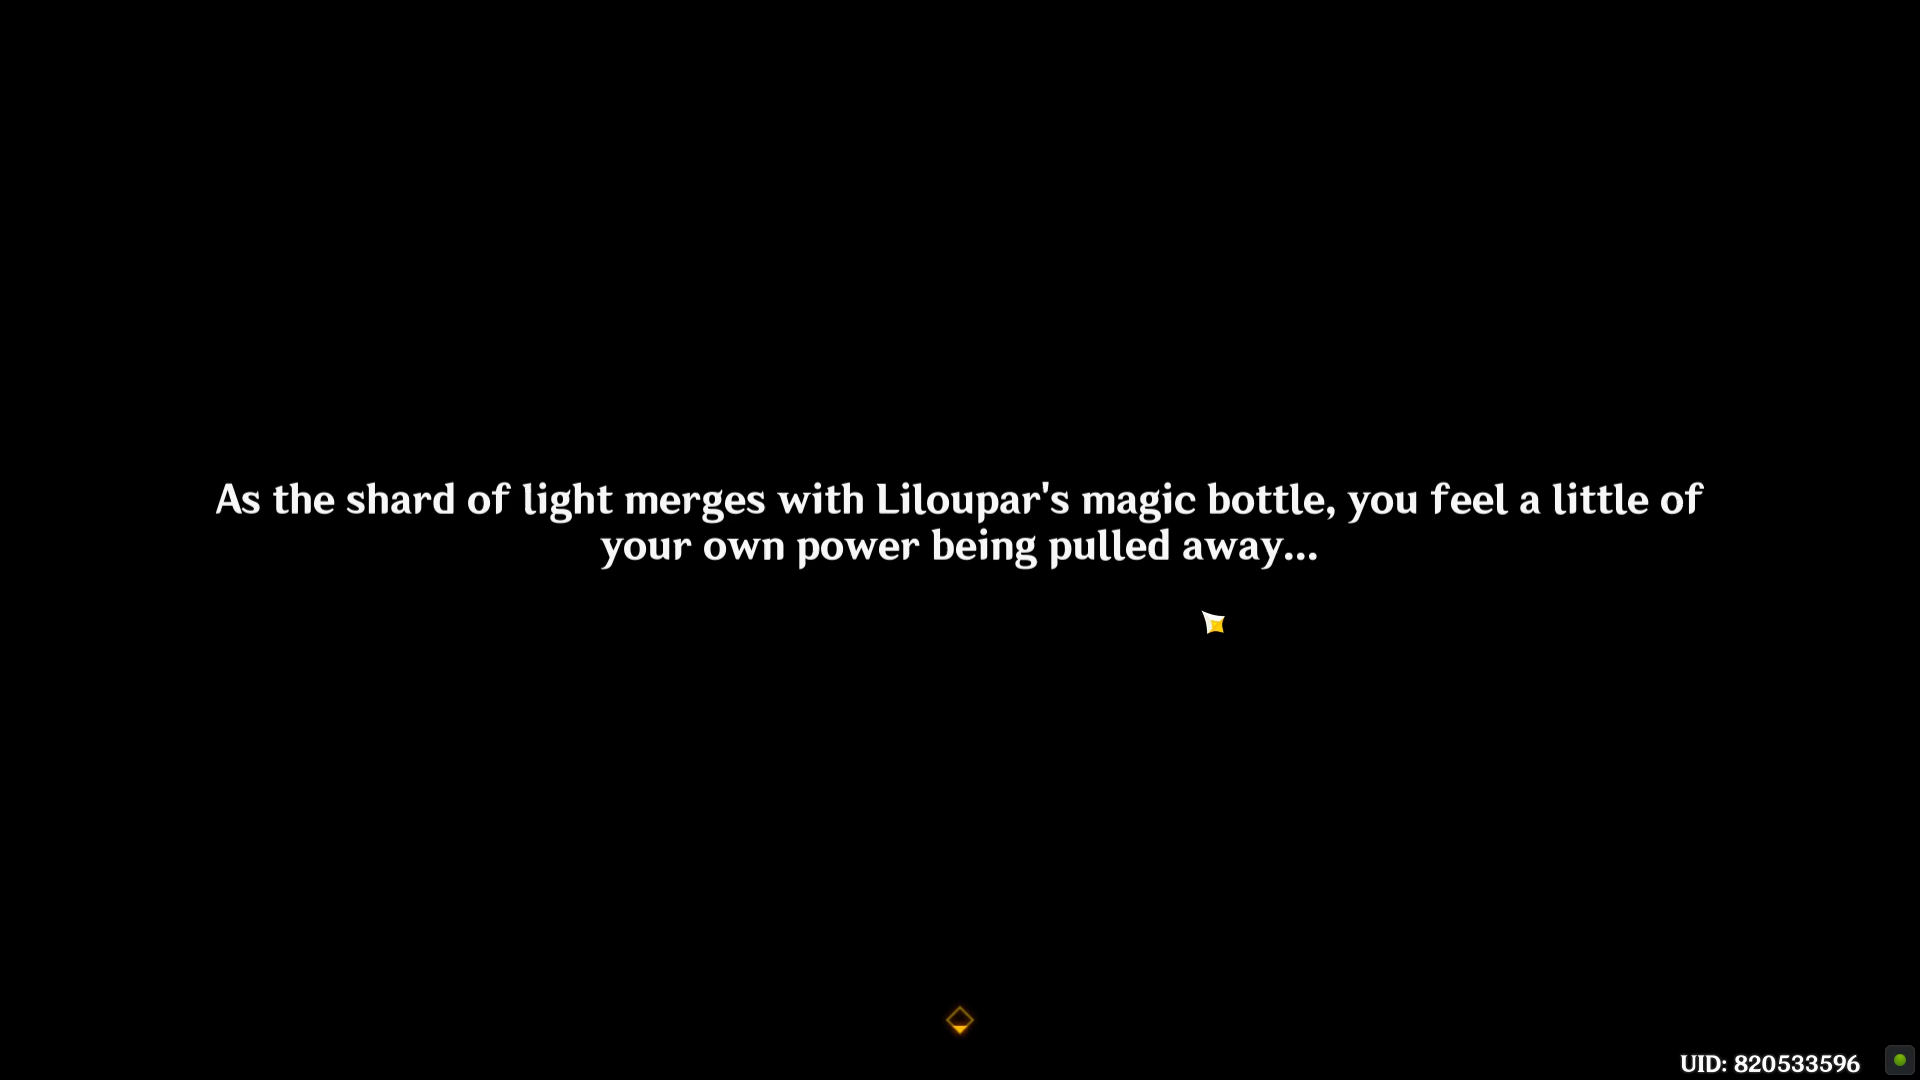 As the shard of light merges with Liloupar's magic bottle, you feel a little of
your own power being pulled away...
UID: 820533596